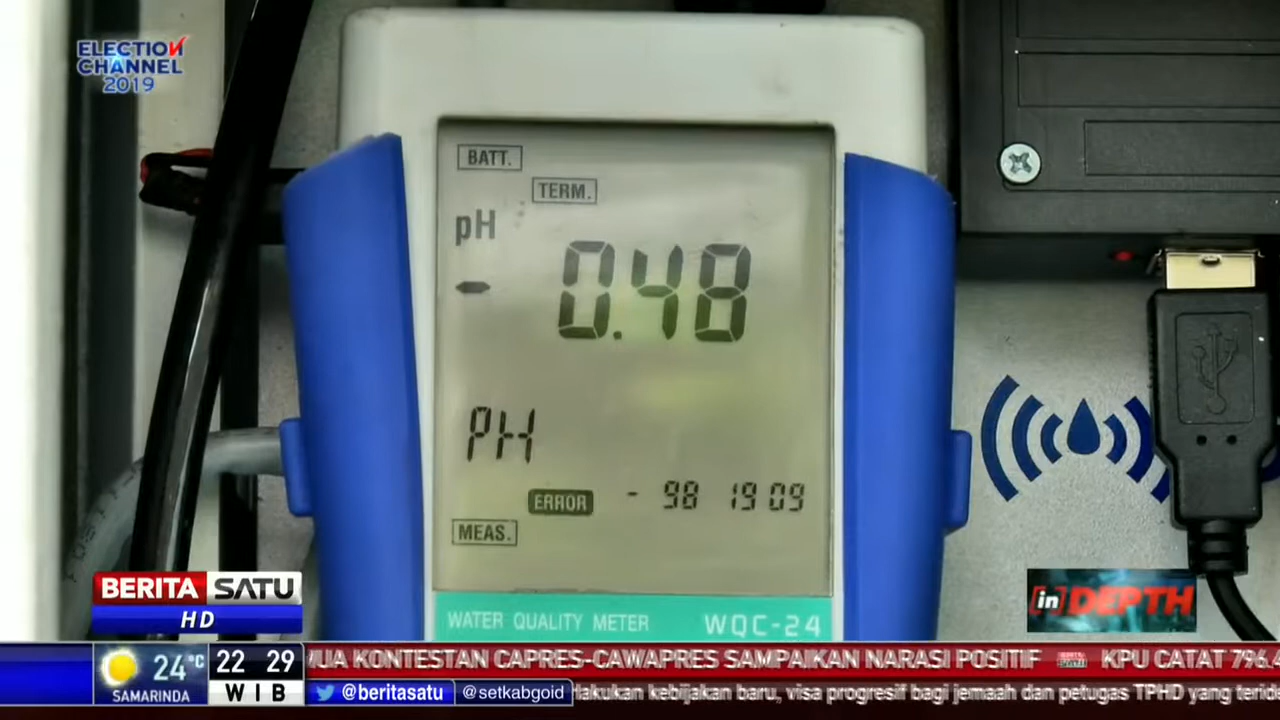 ELECTION
CHANNEL
2019
BATT.
TERM.
pH
- 0.48
PH
ERROR - 98 19 09
MEAS.
WATER QUALITY METER WQC-24
BERITA SATU
HD
[in] DEPTH
24°C
SAMARINDA
22 29
WIB
UA KONTESTAN CAPRES-CAWAPRES SAMPAIKAN NARASI POSITIF KPU CATAT 796.4
@beritasatu @setkabgoid lakukan kebijakan baru, visa progresif bagi jemaah dan petugas TPHD yang teride